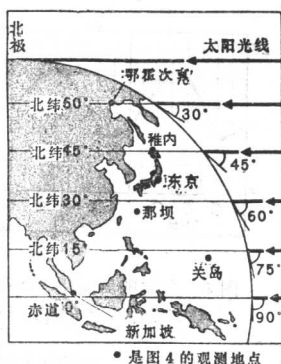 北极
太阳光线
鄂霍次克
北纬60°
30°
稚内
北纬45°
45°
东京
北纬30°
那坝
60°
北纬15°
关岛
75°
赤道0°
90°
新加坡
• 是图4的观测地点